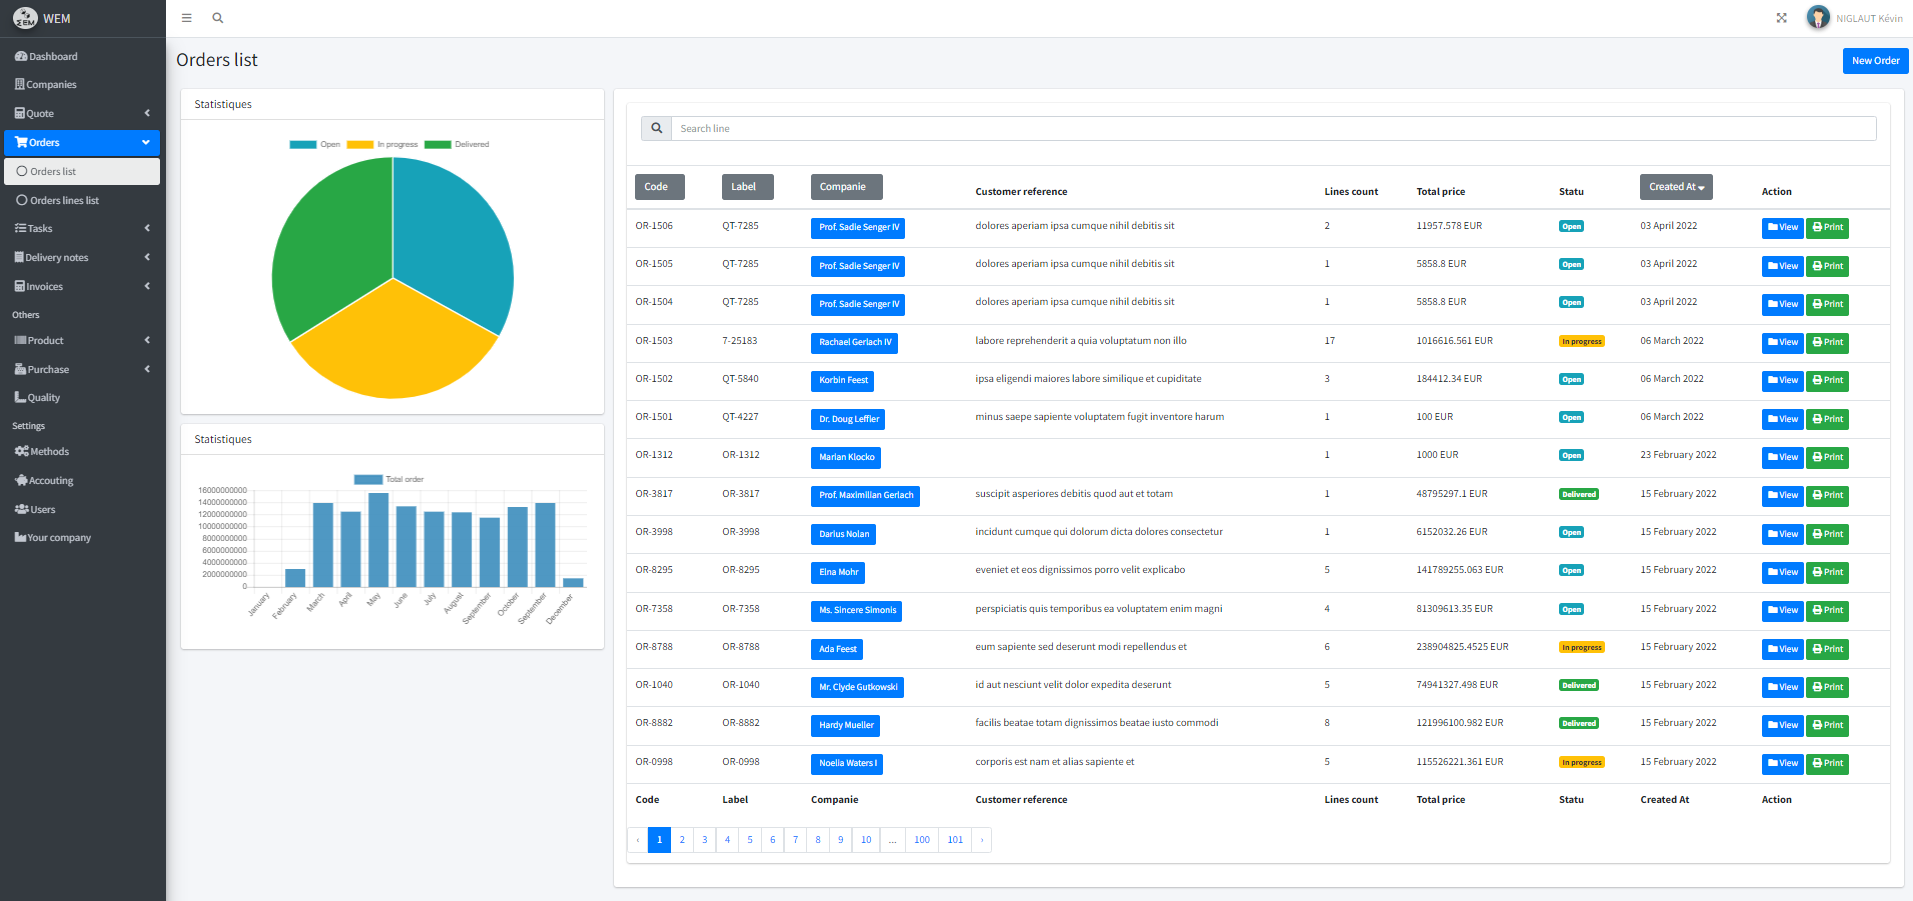 WEM
NIGLAUT Kévin
Dashboard
Companies
Quote
Orders
Orders list
Orders lines list
Tasks
Delivery notes
Invoices
Others
Product
Purchase
Quality
Settings
Methods
Accouting
Users
Your company
Orders list
New Order
Statistiques
Open In progress Delivered
Statistiques
Total order
16000000000
14000000000
12000000000
10000000000
8000000000
6000000000
4000000000
2000000000
0
January February March April May June July August September October September December
Search line
Code Label Companie Customer reference Lines count Total price Statu Created At Action
OR-1506 QT-7285 Prof. Sadie Senger IV dolores aperiam ipsa cumque nihil debitis sit 2 11957.578 EUR Open 03 April 2022 View Print
OR-1505 QT-7285 Prof. Sadie Senger IV dolores aperiam ipsa cumque nihil debitis sit 1 5858.8 EUR Open 03 April 2022 View Print
OR-1504 QT-7285 Prof. Sadie Senger IV dolores aperiam ipsa cumque nihil debitis sit 1 5858.8 EUR Open 03 April 2022 View Print
OR-1503 7-25183 Rachael Gerlach IV labore reprehenderit a quia voluptatum non illo 17 1016616.561 EUR In progress 06 March 2022 View Print
OR-1502 QT-5840 Korbin Feest ipsa eligendi maiores labore similique et cupiditate 3 184412.34 EUR Open 06 March 2022 View Print
OR-1501 QT-4227 Dr. Doug Leffler minus saepe sapiente voluptatem fugit inventore harum 1 100 EUR Open 06 March 2022 View Print
OR-1312 OR-1312 Marian Klocko 1 1000 EUR Open 23 February 2022 View Print
OR-3817 OR-3817 Prof. Maximilian Gerlach suscipit asperiores debitis quod aut et totam 1 48795297.1 EUR Delivered 15 February 2022 View Print
OR-3998 OR-3998 Darius Nolan incidunt cumque qui dolorum dicta dolores consectetur 1 6152032.26 EUR Open 15 February 2022 View Print
OR-8295 OR-8295 Elna Mohr eveniet et eos dignissimos porro velit explicabo 5 141789255.063 EUR Open 15 February 2022 View Print
OR-7358 OR-7358 Ms. Sincere Simonis perspiciatis quis temporibus ea voluptatem enim magni 4 81309613.35 EUR Open 15 February 2022 View Print
OR-8788 OR-8788 Ada Feest eum sapiente sed deserunt modi repellendus et 6 238904825.4525 EUR In progress 15 February 2022 View Print
OR-1040 OR-1040 Mr. Clyde Gutkowski id aut nesciunt velit dolor expedita deserunt 5 74941327.498 EUR Delivered 15 February 2022 View Print
OR-8882 OR-8882 Hardy Mueller facilis beatae totam dignissimos beatae iusto commodi 8 121996100.982 EUR Delivered 15 February 2022 View Print
OR-0998 OR-0998 Noelia Waters I corporis est nam et alias sapiente et 5 115526221.361 EUR In progress 15 February 2022 View Print
Code Label Companie Customer reference Lines count Total price Statu Created At Action
‹ 1 2 3 4 5 6 7 8 9 10 ... 100 101 ›